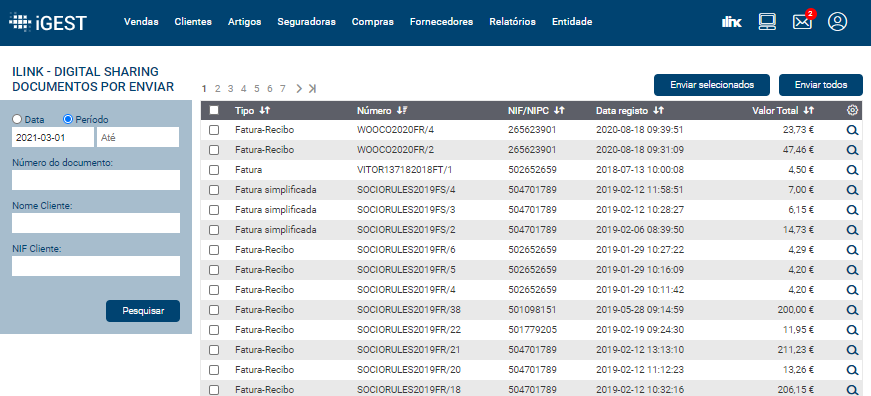 iGEST Vendas Clientes Artigos Seguradoras Compras Fornecedores Relatórios Entidade ilink 2
ILINK - DIGITAL SHARING
DOCUMENTOS POR ENVIAR
Data Período
2021-03-01 Até
Número do documento:
Nome Cliente:
NIF Cliente:
Pesquisar
1 2 3 4 5 6 7
Enviar selecionados Enviar todos
Tipo Número NIF/NIPC Data registo Valor Total
Fatura-Recibo WOOCO2020FR/4 265623901 2020-08-18 09:39:51 23,73 €
Fatura-Recibo WOOCO2020FR/2 265623901 2020-08-18 09:31:09 47,46 €
Fatura VITOR137182018FT/1 502652659 2018-07-13 10:00:08 4,50 €
Fatura simplificada SOCIORULES2019FS/4 504701789 2019-02-12 11:58:51 7,00 €
Fatura simplificada SOCIORULES2019FS/3 504701789 2019-02-12 10:28:27 6,15 €
Fatura simplificada SOCIORULES2019FS/2 504701789 2019-02-06 08:39:50 14,73 €
Fatura-Recibo SOCIORULES2019FR/6 502652659 2019-01-29 10:27:22 4,29 €
Fatura-Recibo SOCIORULES2019FR/5 502652659 2019-01-29 10:16:09 4,20 €
Fatura-Recibo SOCIORULES2019FR/4 502652659 2019-01-29 10:11:42 4,20 €
Fatura-Recibo SOCIORULES2019FR/38 501098151 2019-05-28 09:14:59 200,00 €
Fatura-Recibo SOCIORULES2019FR/22 501779205 2019-02-19 09:24:30 11,95 €
Fatura-Recibo SOCIORULES2019FR/21 504701789 2019-02-12 13:13:10 211,23 €
Fatura-Recibo SOCIORULES2019FR/20 504701789 2019-02-12 11:12:23 13,26 €
Fatura-Recibo SOCIORULES2019FR/18 504701789 2019-02-12 10:32:16 206,15 €